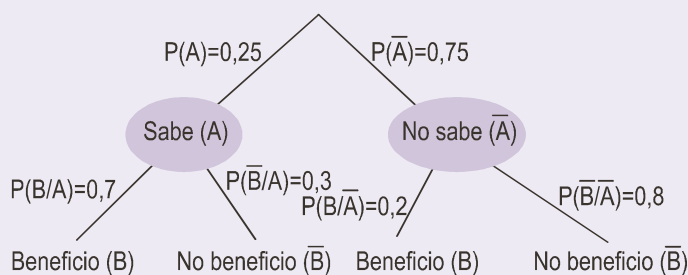 P(A)=0,25
P(A̅)=0,75
Sabe (A)
No sabe (A̅)
P(B/A)=0,7
P(B̅/A)=0,3
P(B/A̅)=0,2
P(B̅/A̅)=0,8
Beneficio (B)
No beneficio (B̅)
Beneficio (B)
No beneficio (B̅)